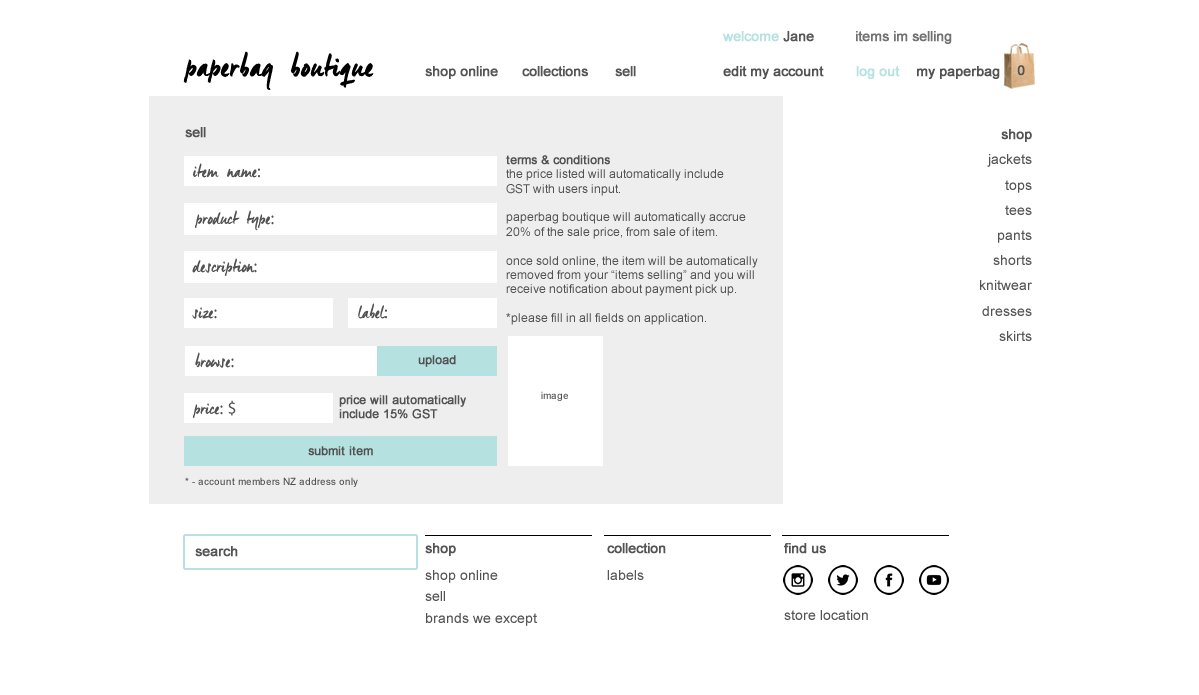 welcome Jane
items im selling
paperbag boutique
shop online
collections
sell
edit my account
log out
my paperbag
0
sell
item name:
product type:
description:
size:
label:
browse:
upload
price: $
price will automatically
include 15% GST
submit item
* - account members NZ address only
terms & conditions
the price listed will automatically include
GST with users input.
paperbag boutique will automatically accrue
20% of the sale price, from sale of item.
once sold online, the item will be automatically
removed from your “items selling” and you will
receive notification about payment pick up.
*please fill in all fields on application.
image
shop
jackets
tops
tees
pants
shorts
knitwear
dresses
skirts
search
shop
shop online
sell
brands we except
collection
labels
find us
store location